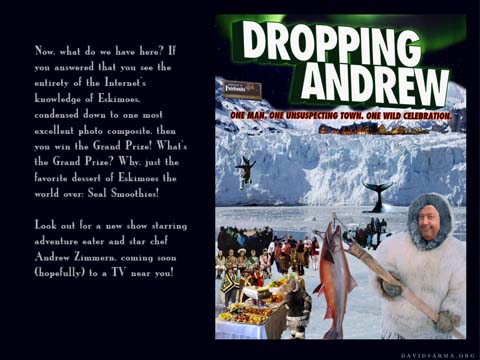 Now, what do we have here? If
you answered that you see the
entirety of the Internet's
knowledge of Eskimoes,
condensed down to one most
excellent photo composite, then
you win the Grand Prize! What's
the Grand Prize? Why, just the
favorite dessert of Eskimoes the
world over: Seal Smoothies!
Look out for a new show starring
adventure eater and star chef
Andrew Zimmern, coming soon
(hopefully) to a TV near you!
DROPPING
ANDREW
Fairbanks
ONE MAN. ONE UNSUSPECTING TOWN. ONE WILD CELEBRATION.
DAVIDSARMA.ORG